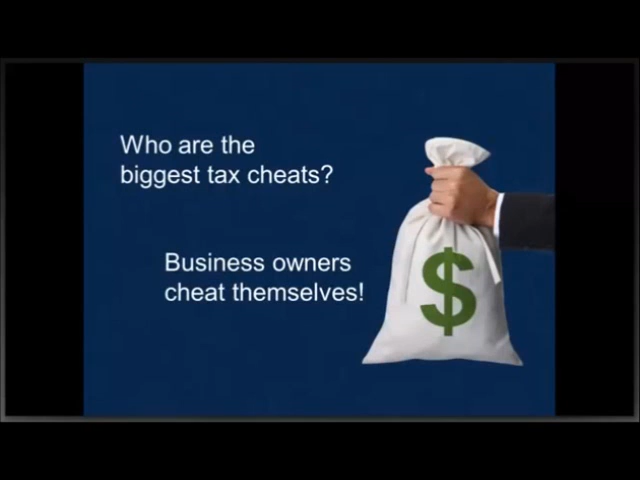 Who are the
biggest tax cheats?
Business owners
cheat themselves!
$